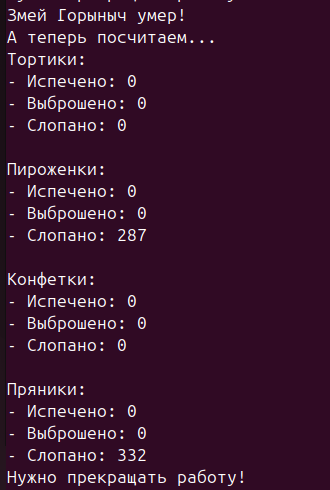 Змей Горыныч умер!
А теперь посчитаем...
Тортики:
- Испечено: 0
- Выброшено: 0
- Слопано: 0
Пироженки:
- Испечено: 0
- Выброшено: 0
- Слопано: 287
Конфетки:
- Испечено: 0
- Выброшено: 0
- Слопано: 0
Пряники:
- Испечено: 0
- Выброшено: 0
- Слопано: 332
Нужно прекращать работу!